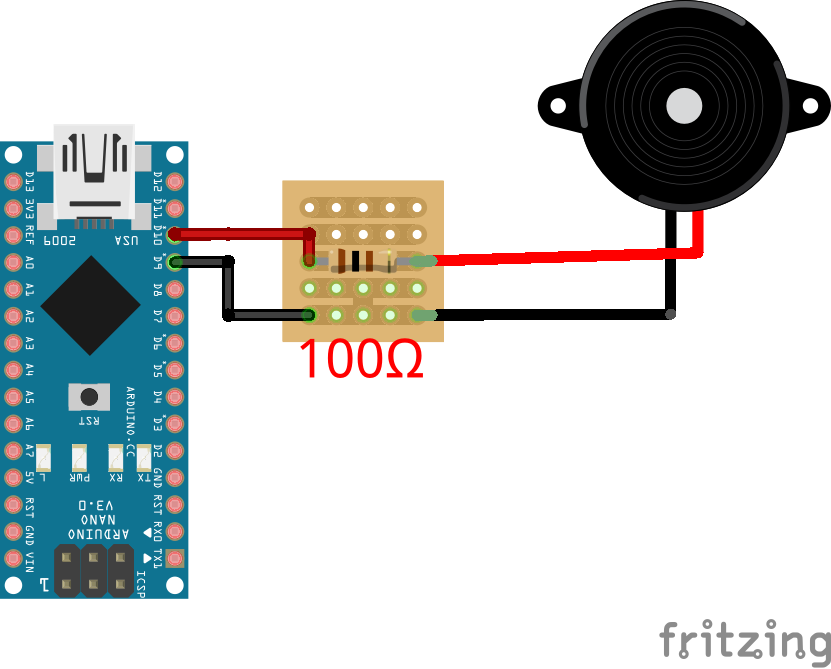 D13
3V3
REF
A0
A1
A2
A3
A4
A5
A6
A7
5V
RST
GND
VIN
D12
D11
D10
D9
D8
D7
D6
D5
D4
D3
D2
GND
RST
RX0
TX1
2009
USA
RST
ARDUINO.CC
L
PWR
RX
TX
V3.0
NANO
ARDUINO
1
ICSP
100Ω
fritzing